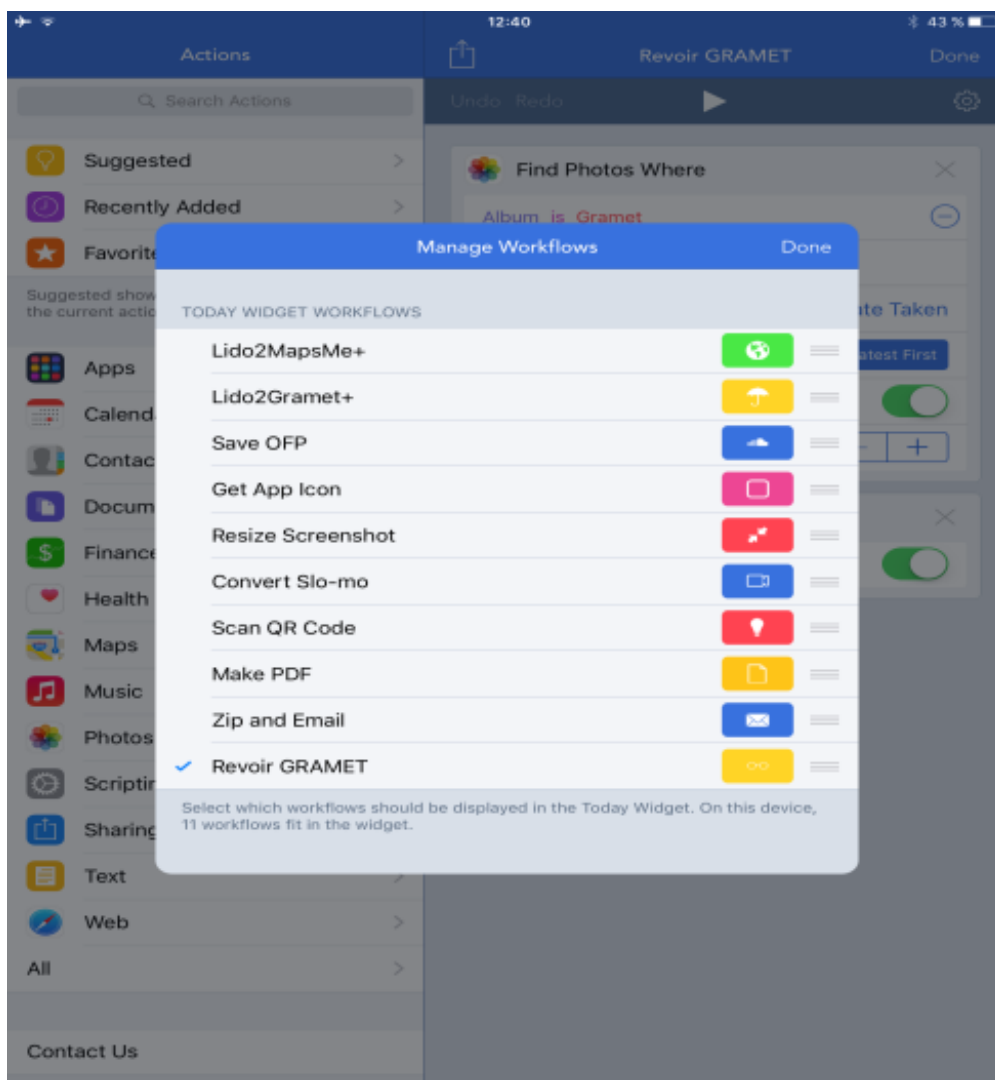 12:40
43 %
Actions
Revoir GRAMET
Done
Search Actions
Undo Redo
Suggested
Recently Added
Favorite
Suggested show
the current actio
Apps
Calend
Contac
Docum
Finance
Health
Maps
Music
Photos
Scriptin
Sharing
Text
Web
All
Contact Us
Find Photos Where
Album is Gramet
ate Taken
atest First
Manage Workflows
Done
TODAY WIDGET WORKFLOWS
Lido2MapsMe+
Lido2Gramet+
Save OFP
Get App Icon
Resize Screenshot
Convert Slo-mo
Scan QR Code
Make PDF
Zip and Email
Revoir GRAMET
Select which workflows should be displayed in the Today Widget. On this device,
11 workflows fit in the widget.